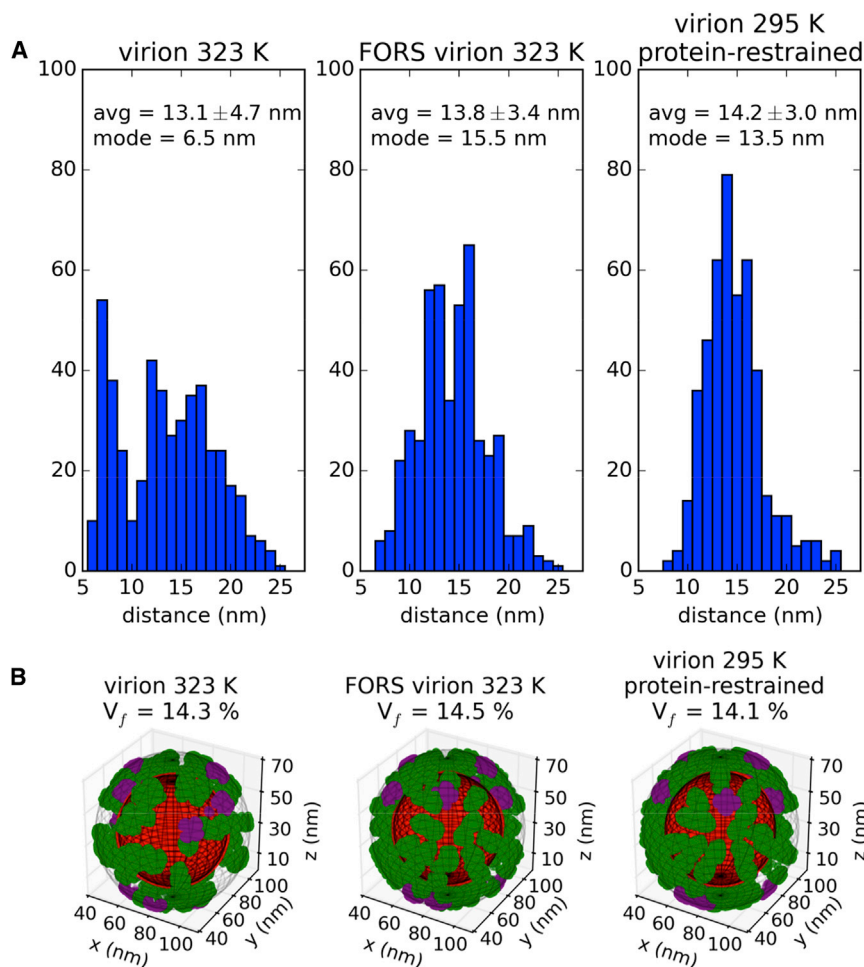 A
virion 323 K
FORS virion 323 K
virion 295 K
protein-restrained
100
80
60
40
20
0
avg = 13.1 ±4.7 nm
mode = 6.5 nm
5 10 15 20 25
distance (nm)
100
80
60
40
20
0
avg = 13.8 ±3.4 nm
mode = 15.5 nm
5 10 15 20 25
distance (nm)
100
80
60
40
20
0
avg = 14.2 ±3.0 nm
mode = 13.5 nm
5 10 15 20 25
distance (nm)
B
virion 323 K
V_f = 14.3 %
70
50
30
10
z (nm)
40 60 80 100
x (nm)
40 60 80 100
y (nm)
FORS virion 323 K
V_f = 14.5 %
70
50
30
10
z (nm)
40 60 80 100
x (nm)
40 60 80 100
y (nm)
virion 295 K
protein-restrained
V_f = 14.1 %
70
50
30
10
z (nm)
40 60 80 100
x (nm)
40 60 80 100
y (nm)